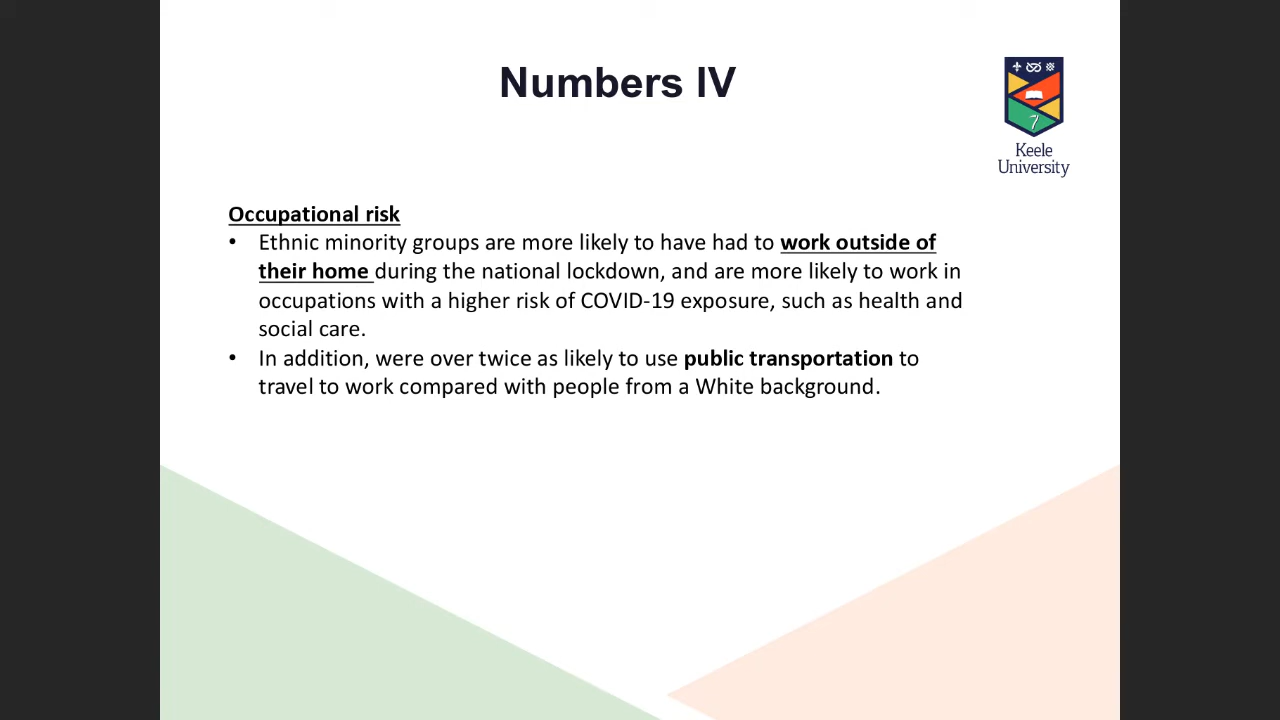 Numbers IV
Keele
University
Occupational risk
• Ethnic minority groups are more likely to have had to work outside of
their home during the national lockdown, and are more likely to work in
occupations with a higher risk of COVID-19 exposure, such as health and
social care.
• In addition, were over twice as likely to use public transportation to
travel to work compared with people from a White background.